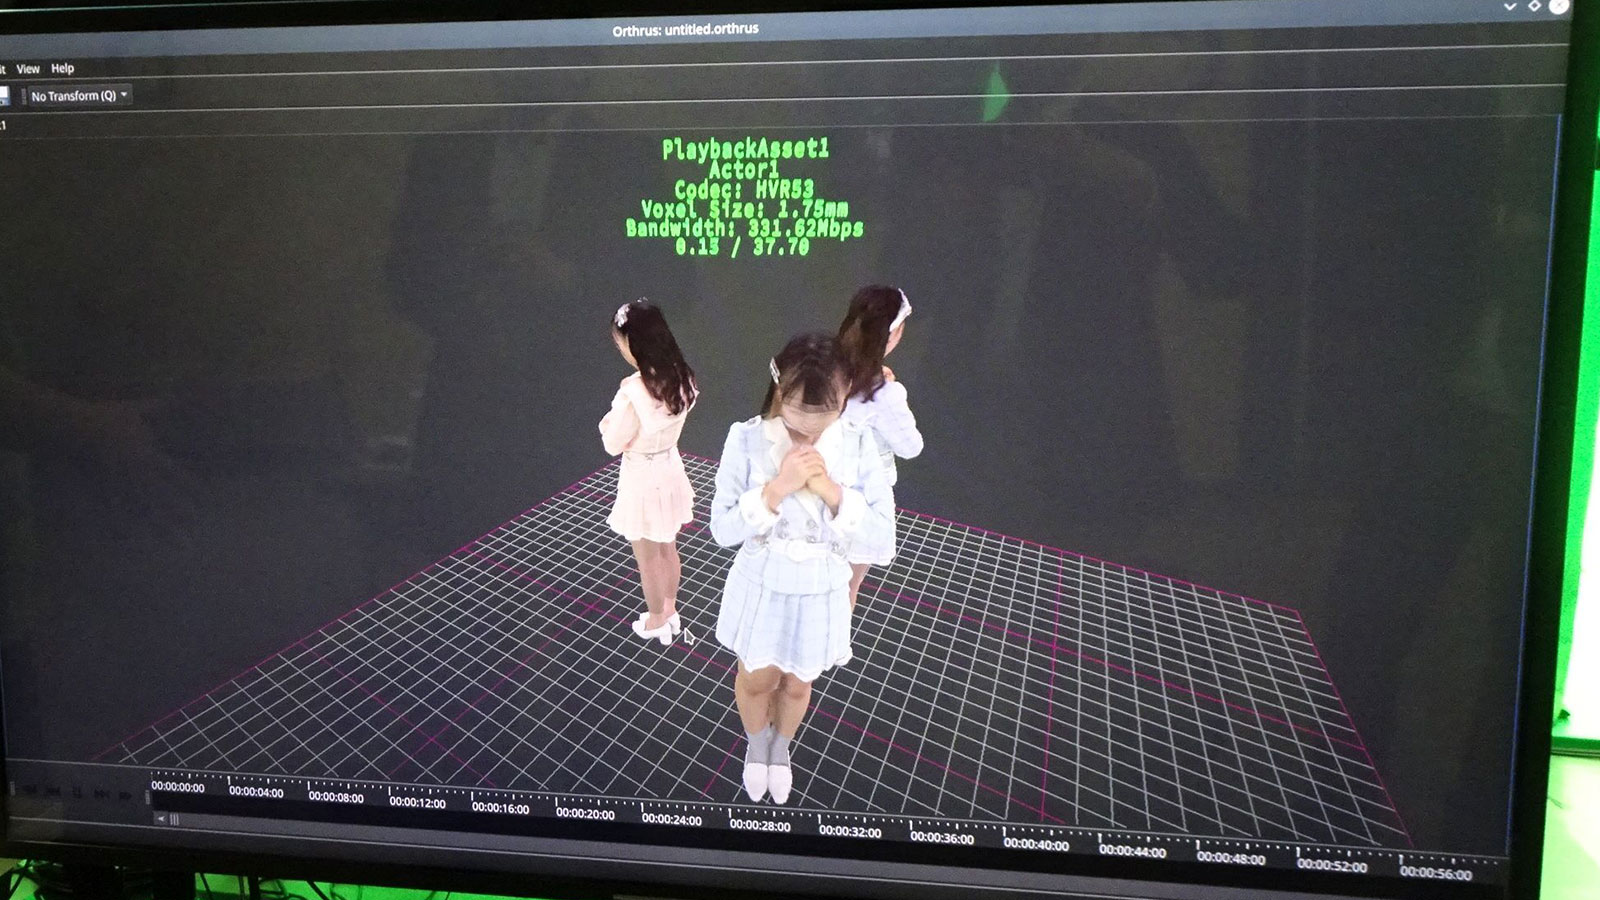 Orthrus: untitled.orthrus
View Help
No Transform (Q)
PlaybackAsset1
Actor1
Codec: HVR53
Voxel Size: 1.75mm
Bandwidth: 331.62Mbps
0.13 / 37.70
00:00:00:00 00:00:04:00 00:00:08:00 00:00:12:00 00:00:16:00 00:00:20:00 00:00:24:00 00:00:28:00 00:00:32:00 00:00:36:00 00:00:40:00 00:00:44:00 00:00:48:00 00:00:52:00 00:00:56:00